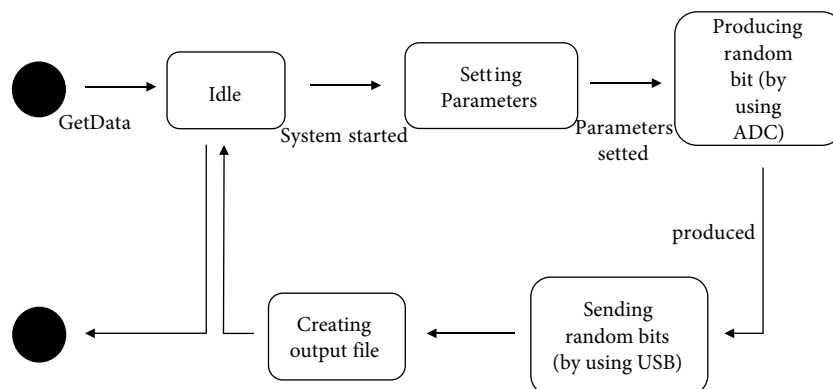 GetData
Idle
System started
Setting
Parameters
Parameters
setted
Producing
random
bit (by
using
ADC)
produced
Sending
random bits
(by using USB)
Creating
output file